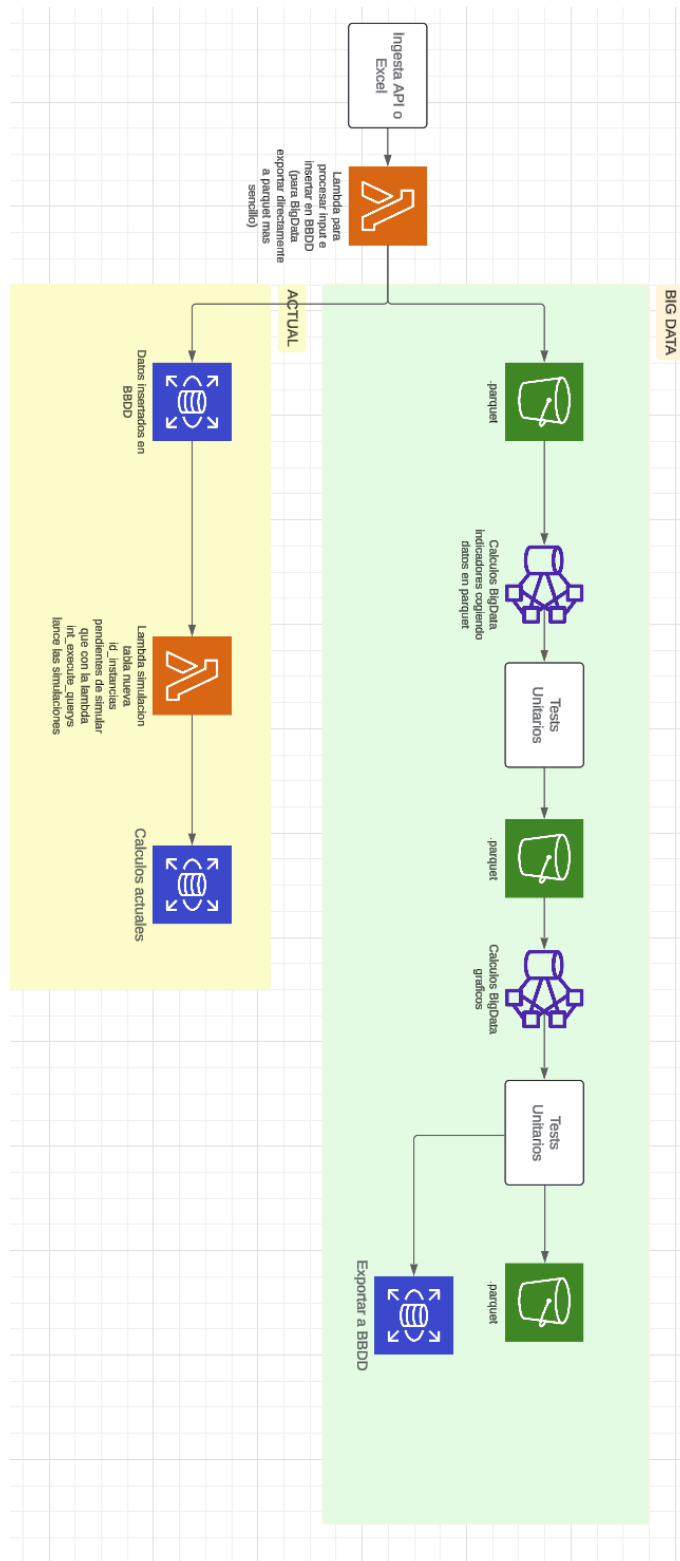 BIG DATA
Ingesta API o
Excel
Lambda para
procesar input e
insertar en BBDD
(para BigData
exportar directamente
a parquet mas
sencillo)
.parquet
Calculos BigData
indicadores cogiendo
datos en parquet
Tests
Unitarios
.parquet
Calculos BigData
graficos
Tests
Unitarios
.parquet
Exportar a BBDD
ACTUAL
Datos insertados en
BBDD
Lambda simulacion
tabla nueva
id_instancias
pendientes de simular
que con la lambda
int_execute_querys
lance las simulaciones
Calculos actuales